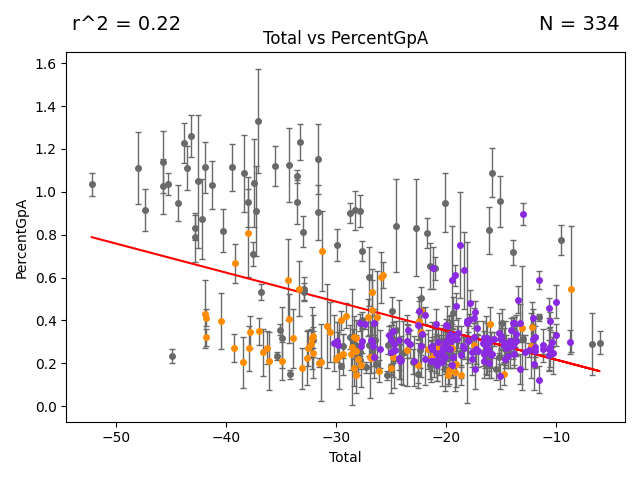 r^2 = 0.22
N = 334
Total vs PercentGpA
1.6
1.4
1.2
1.0
0.8
0.6
0.4
0.2
0.0
PercentGpA
−50
−40
−30
−20
−10
Total